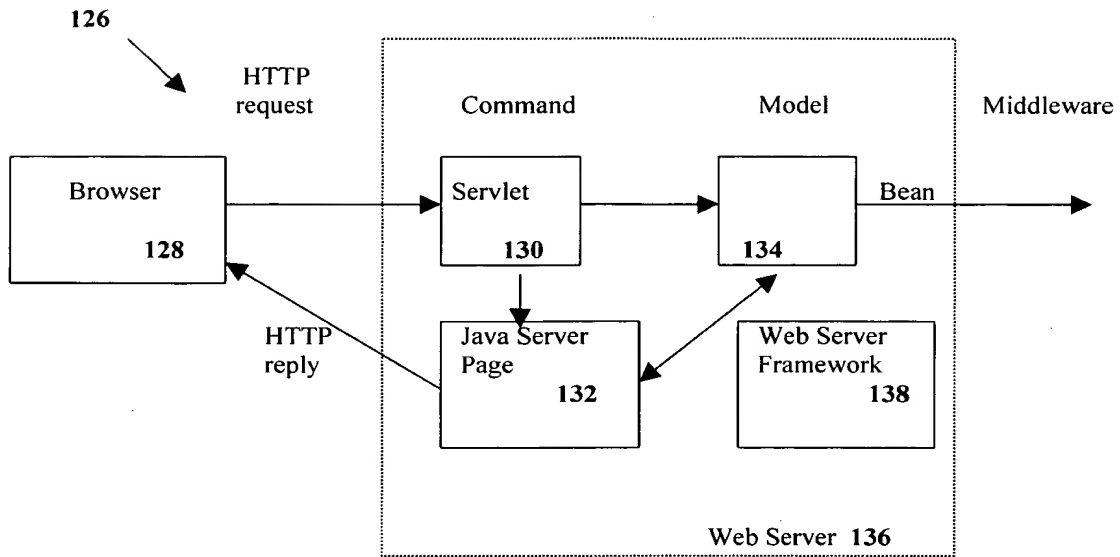 126
HTTP
request
Command
Model
Middleware
Browser
128
Servlet
130
134
Bean
HTTP
reply
Java Server
Page
132
Web Server
Framework
138
Web Server 136